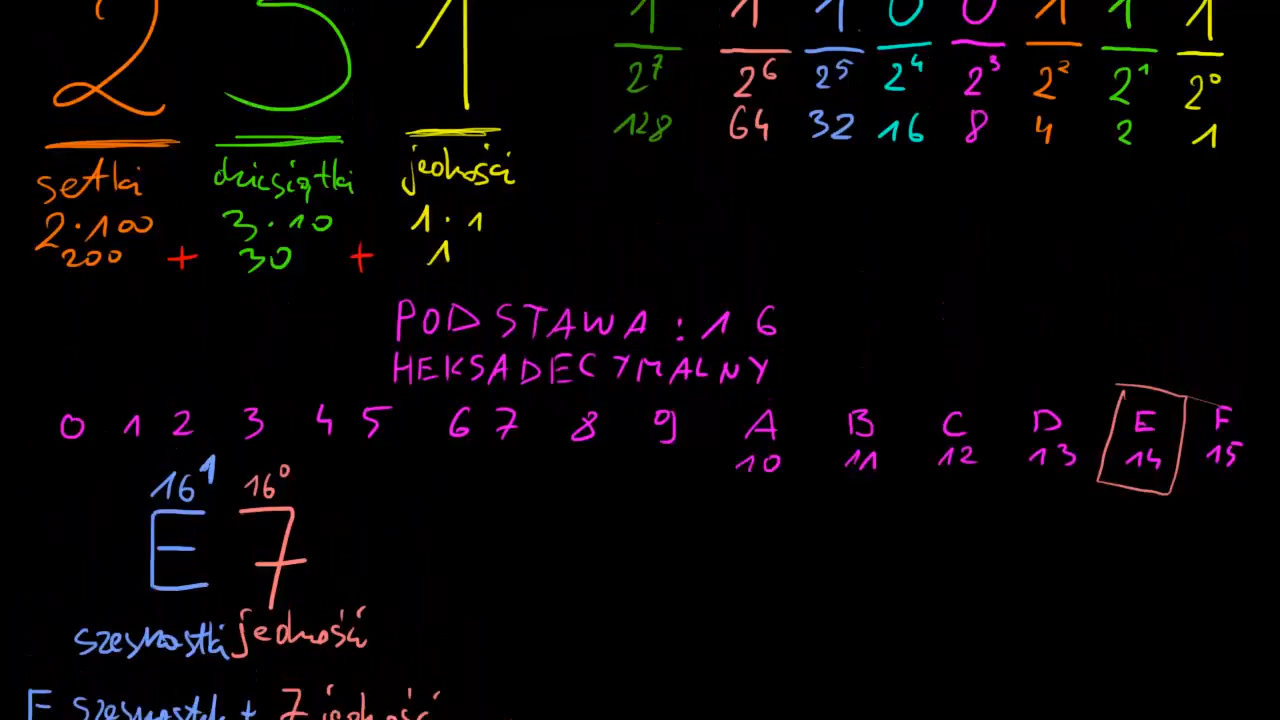 2 3 1 1 1 1 0 0 1 1 1
2⁷ 2⁶ 2⁵ 2⁴ 2³ 2² 2¹ 2⁰
128 64 32 16 8 4 2 1
setki dziesiątki jedności
2·100 3·10 1·1
200 + 30 + 1
PODSTAWA : 16
HEKSADECYMALNY
0 1 2 3 4 5 6 7 8 9 A B C D E F
10 11 12 13 14 15
16¹ 16⁰
E 7
szesnastki jedności
E szesnastek + 7 jedności